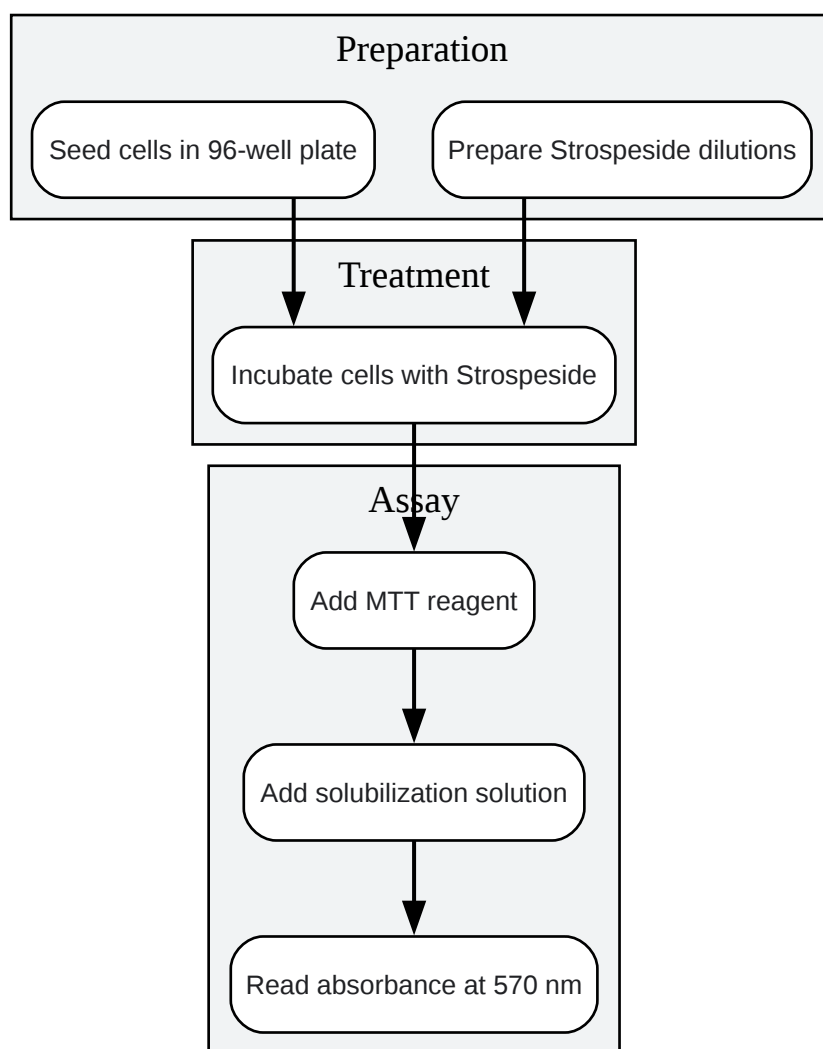 Preparation
Seed cells in 96-well plate
Prepare Strospeside dilutions
Treatment
Incubate cells with Strospeside
Assay
Add MTT reagent
Add solubilization solution
Read absorbance at 570 nm